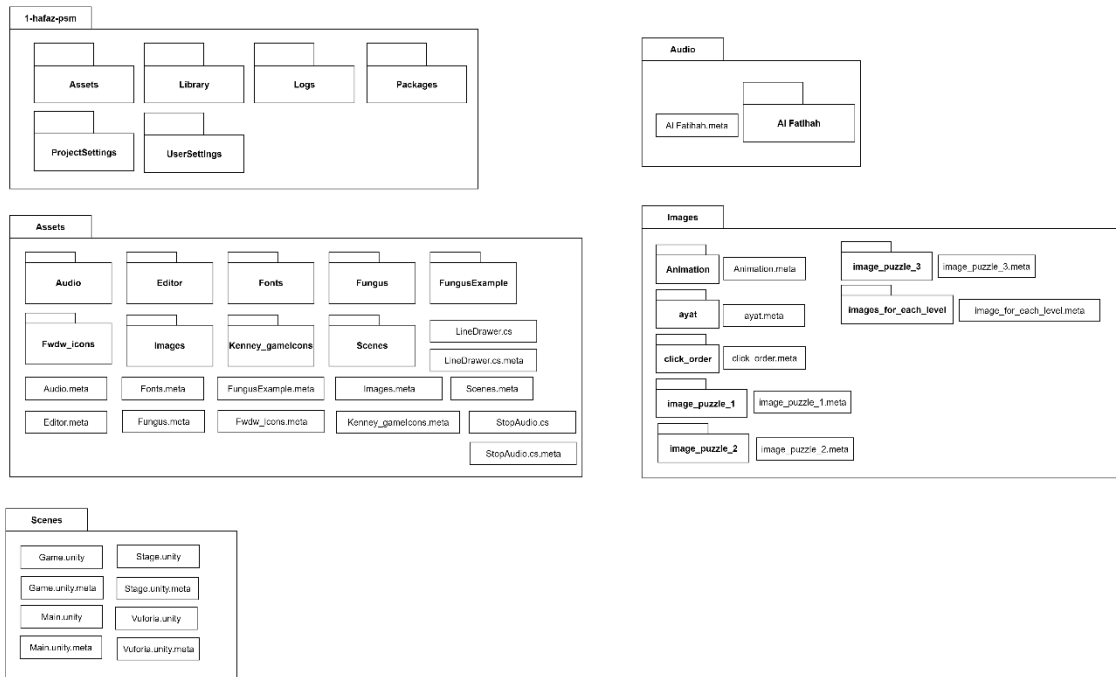 1-hafaz-psm
Assets
Library
Logs
Packages
ProjectSettings
UserSettings
Audio
Al Fatihah.meta
Al Fatihah
Assets
Audio
Editor
Fonts
Fungus
FungusExample
Fwdw_icons
Images
Kenney_gameIcons
Scenes
LineDrawer.cs
LineDrawer.cs.meta
Audio.meta
Fonts.meta
FungusExample.meta
Images.meta
Scenes.meta
Editor.meta
Fungus.meta
Fwdw_icons.meta
Kenney_gameIcons.meta
StopAudio.cs
StopAudio.cs.meta
Images
Animation
Animation.meta
image_puzzle_3
image_puzzle_3.meta
ayat
ayat.meta
images_for_each_level
Image_for_each_level.meta
click_order
click_order.meta
image_puzzle_1
image_puzzle_1.meta
image_puzzle_2
image_puzzle_2.meta
Scenes
Game.unity
Stage.unity
Game.unity.meta
Stage.unity.meta
Main.unity
Vuforia.unity
Main.unity.meta
Vuforia.unity.meta